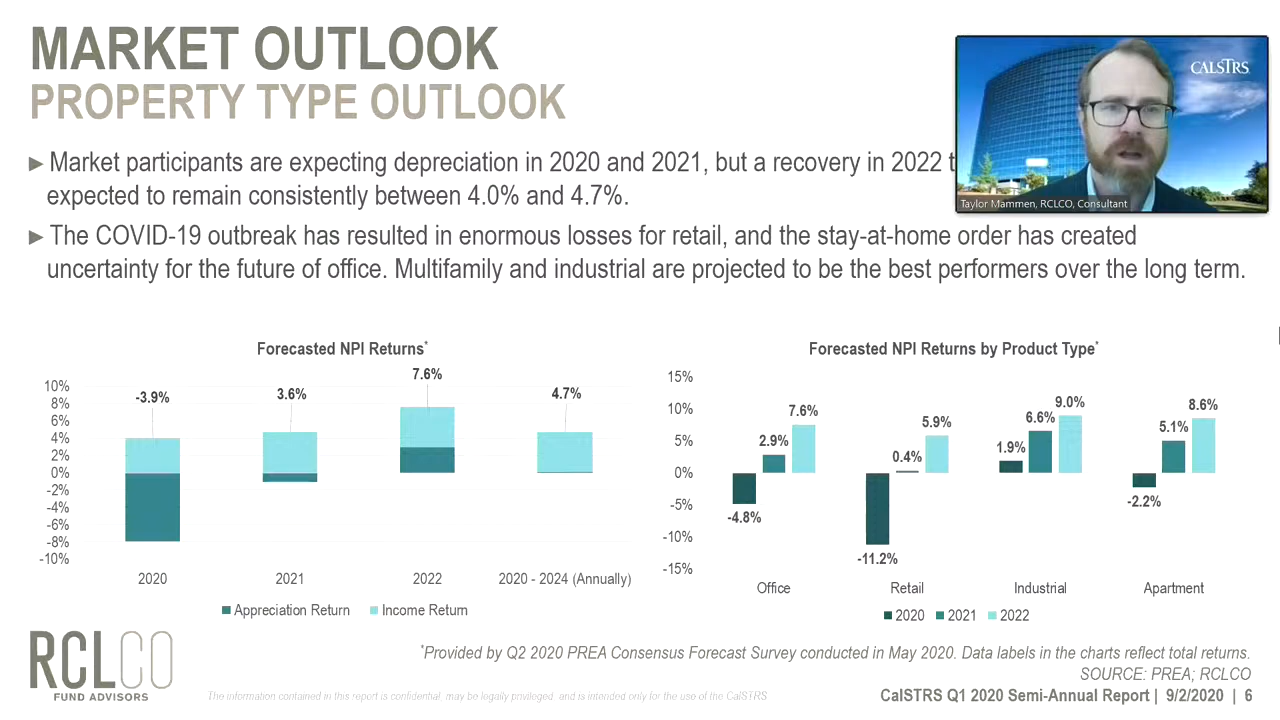 MARKET OUTLOOK
PROPERTY TYPE OUTLOOK
CALSTRS
Taylor Mammen, RCLCO, Consultant
►Market participants are expecting depreciation in 2020 and 2021, but a recovery in 2022
expected to remain consistently between 4.0% and 4.7%.
►The COVID-19 outbreak has resulted in enormous losses for retail, and the stay-at-home order has created
uncertainty for the future of office. Multifamily and industrial are projected to be the best performers over the long term.
Forecasted NPI Returns*
10%
8%
6%
4%
2%
0%
-2%
-4%
-6%
-8%
-10%
-3.9%
3.6%
7.6%
4.7%
2020
2021
2022
2020 - 2024 (Annually)
Appreciation Return
Income Return
Forecasted NPI Returns by Product Type*
15%
10%
5%
0%
-5%
-10%
-15%
-4.8%
2.9%
7.6%
-11.2%
0.4%
5.9%
1.9%
6.6%
9.0%
-2.2%
5.1%
8.6%
Office
Retail
Industrial
Apartment
2020
2021
2022
*Provided by Q2 2020 PREA Consensus Forecast Survey conducted in May 2020. Data labels in the charts reflect total returns.
SOURCE: PREA; RCLCO
RCLCO
FUND ADVISORS
The information contained in this report is confidential, may be legally privileged, and is intended only for the use of the CalSTRS
CalSTRS Q1 2020 Semi-Annual Report | 9/2/2020 | 6